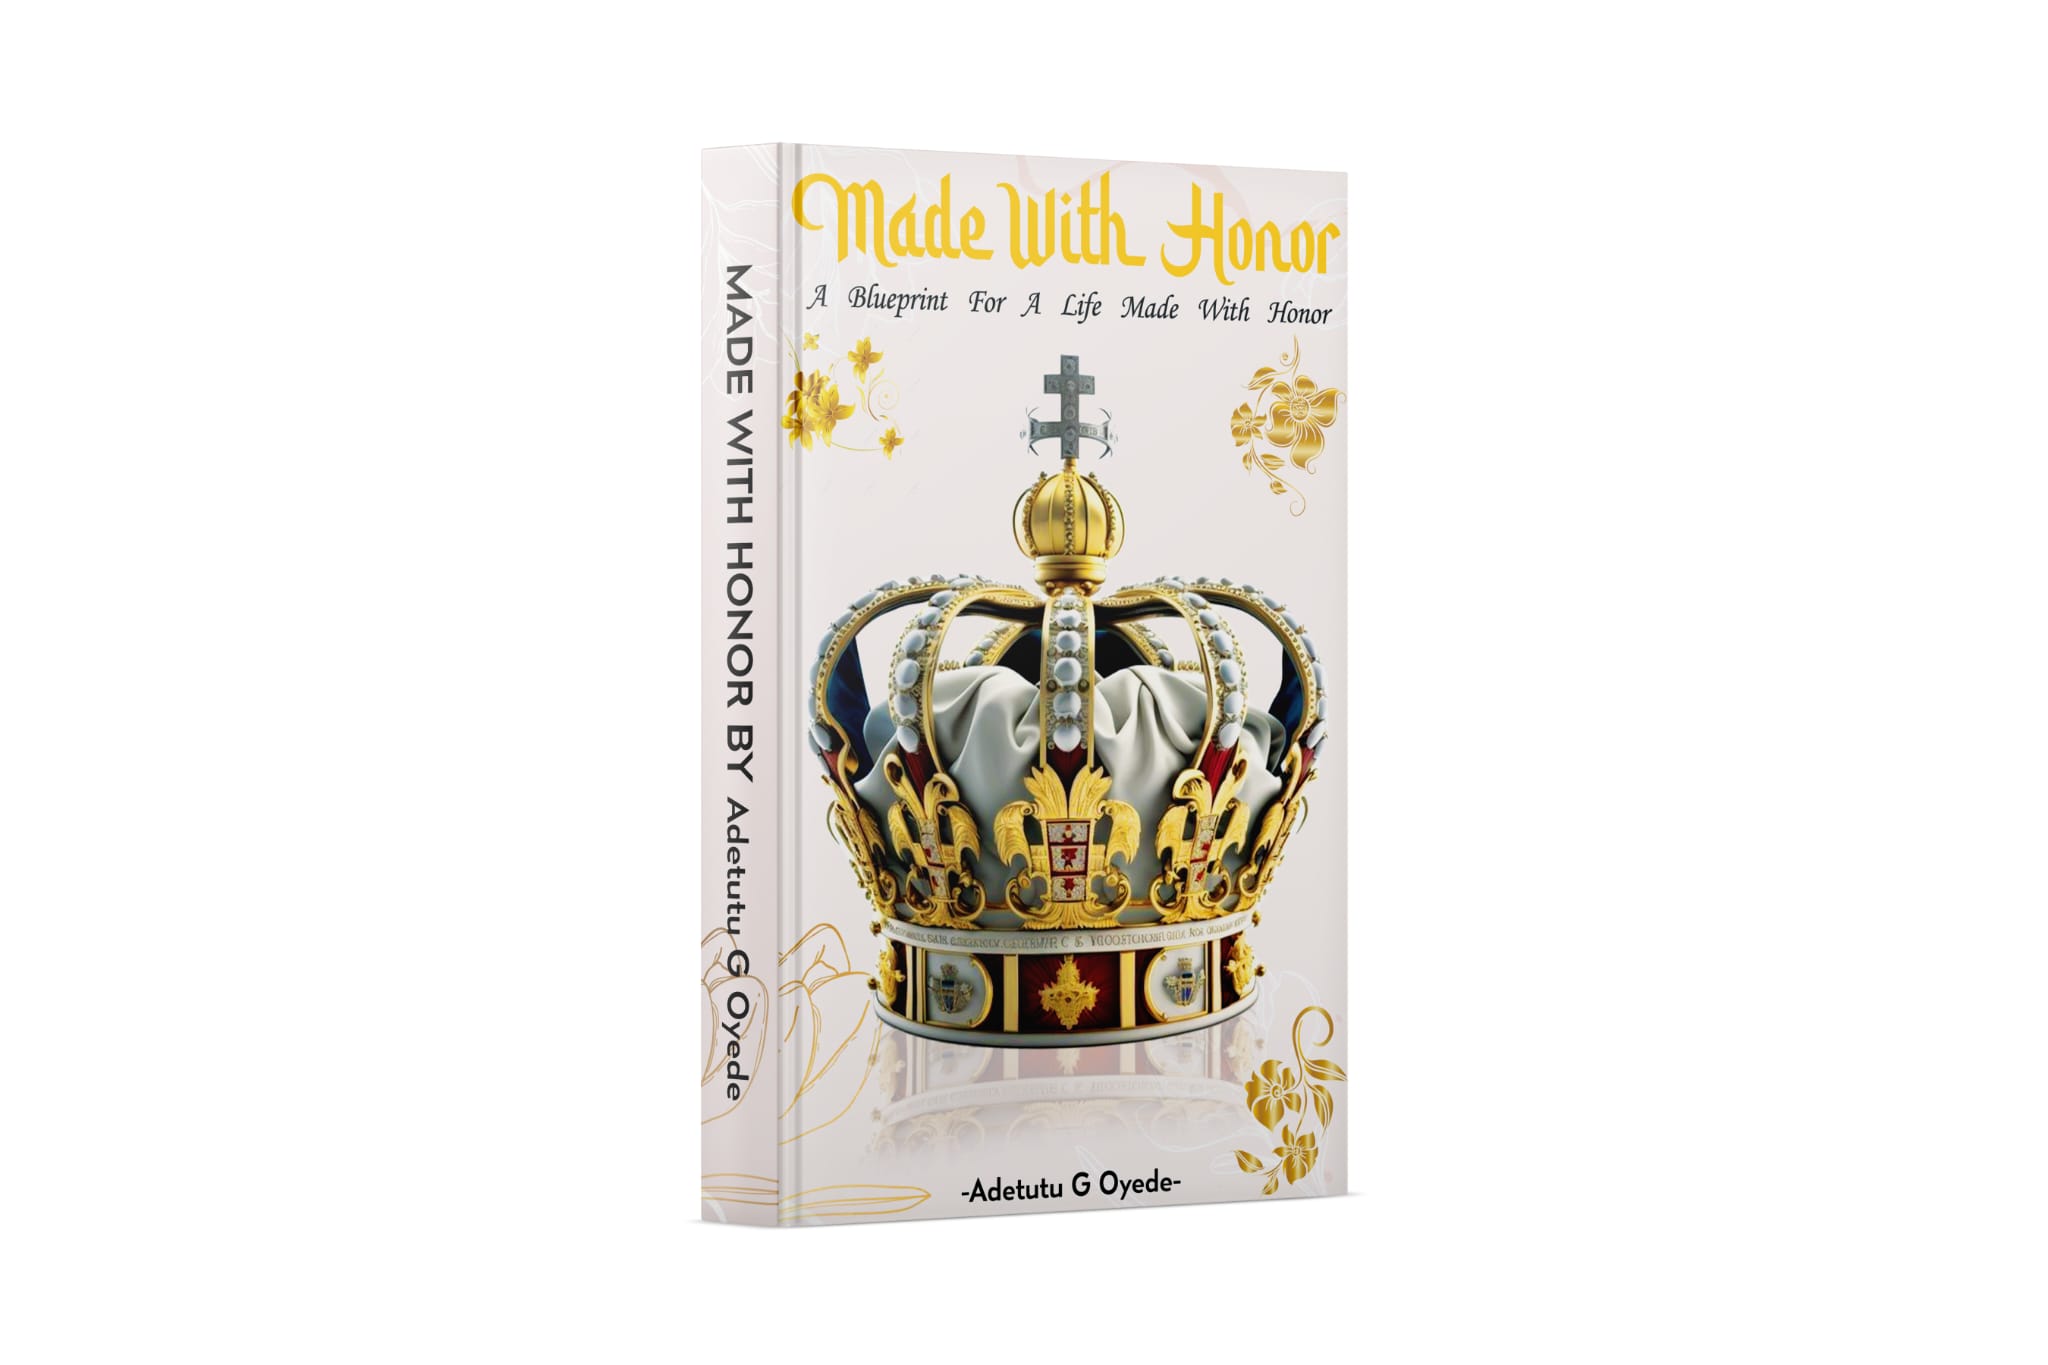 Made With Honor
A Blueprint For A Life Made With Honor
-Adetutu G Oyede-
MADE WITH HONOR BY Adetutu G Oyede